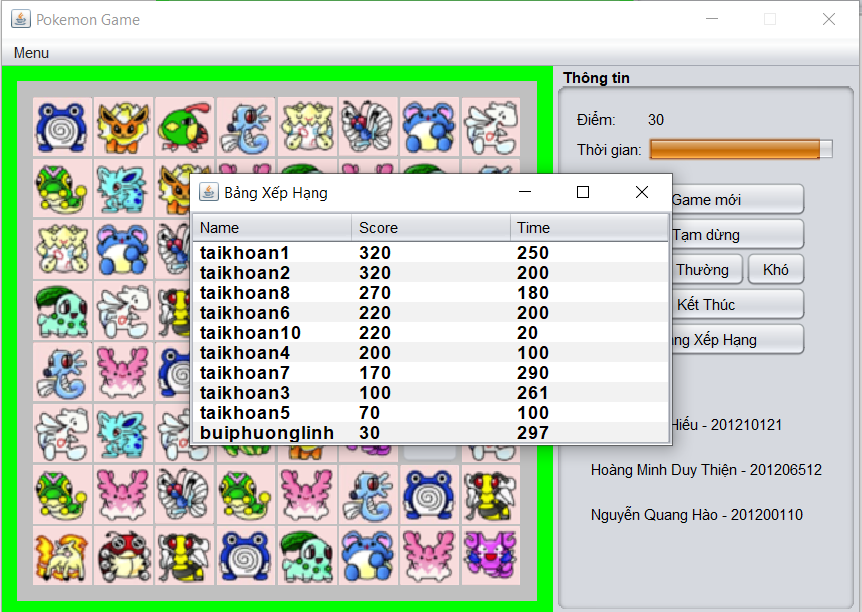 Pokemon Game
Menu
Thông tin
Điểm: 30
Thời gian:
Game mới
Tạm dừng
Thường Khó
Kết Thúc
Xếp Hạng
Bảng Xếp Hạng
Name Score Time
taikhoan1 320 250
taikhoan2 320 200
taikhoan8 270 180
taikhoan6 220 200
taikhoan10 220 20
taikhoan4 200 100
taikhoan7 170 290
taikhoan3 100 261
taikhoan5 70 100
buiphuonglinh 30 297
Hiếu - 201210121
Hoàng Minh Duy Thiện - 201206512
Nguyễn Quang Hào - 201200110